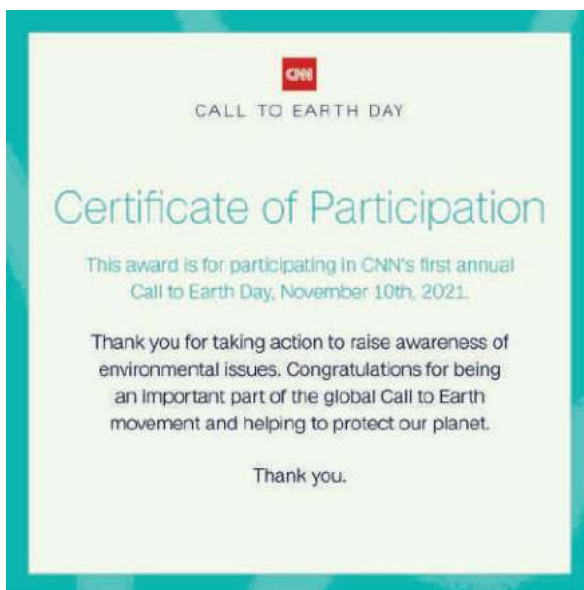 CNN
CALL TO EARTH DAY
Certificate of Participation
This award is for participating in CNN's first annual
Call to Earth Day, November 10th, 2021.
Thank you for taking action to raise awareness of
environmental issues. Congratulations for being
an important part of the global Call to Earth
movement and helping to protect our planet.
Thank you.